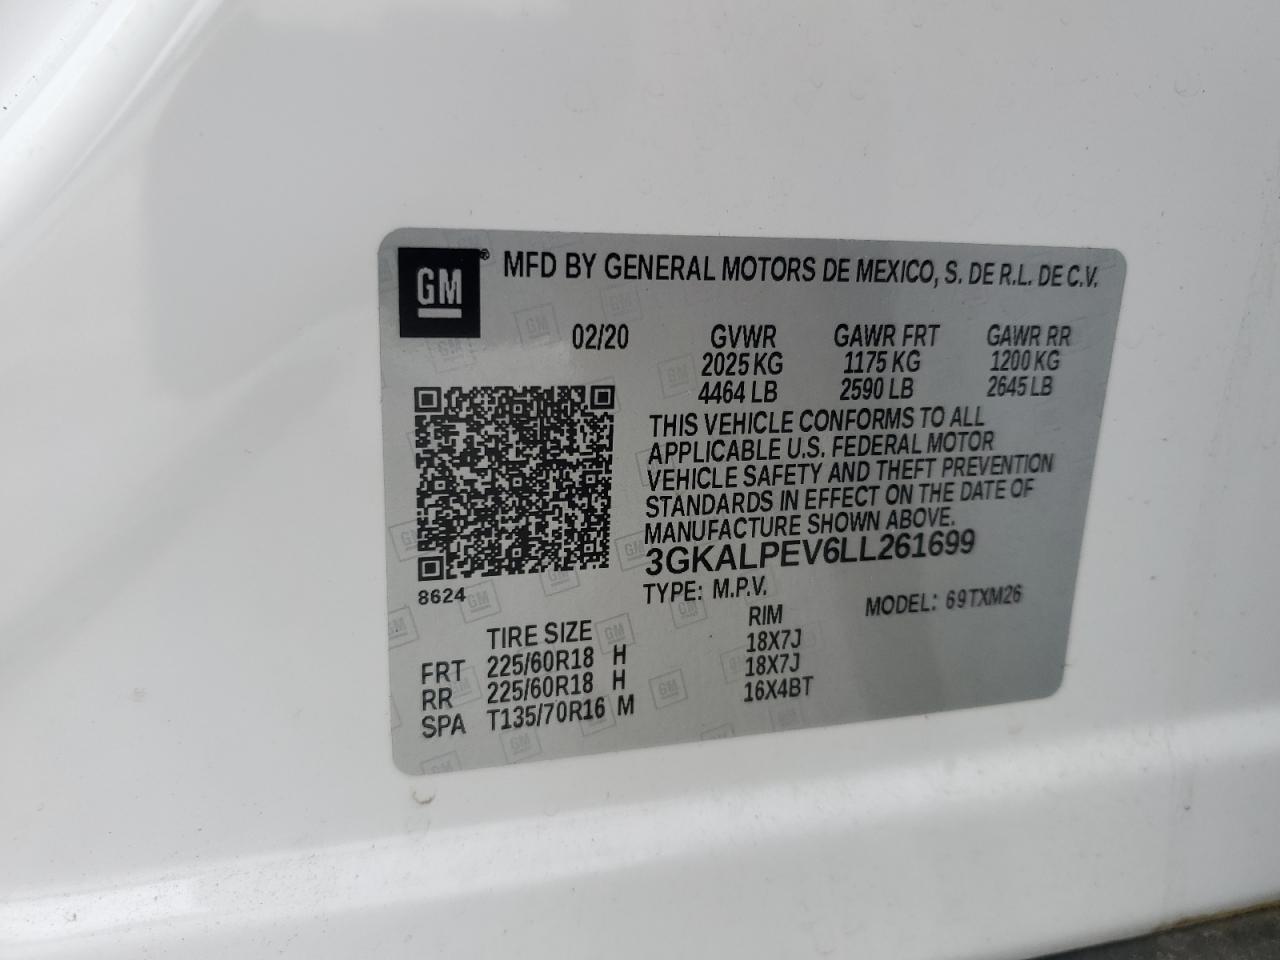 GM® MFD BY GENERAL MOTORS DE MEXICO, S. DE R.L. DE C.V.
02/20 GVWR GAWR FRT GAWR RR
2025 KG 1175 KG 1200 KG
4464 LB 2590 LB 2645 LB
THIS VEHICLE CONFORMS TO ALL
APPLICABLE U.S. FEDERAL MOTOR
VEHICLE SAFETY AND THEFT PREVENTION
STANDARDS IN EFFECT ON THE DATE OF
MANUFACTURE SHOWN ABOVE.
3GKALPEV6LL261699
8624
TYPE: M.P.V. MODEL: 69TXM26
TIRE SIZE RIM
FRT 225/60R18 H 18X7J
RR 225/60R18 H 18X7J
SPA T135/70R16 M 16X4BT